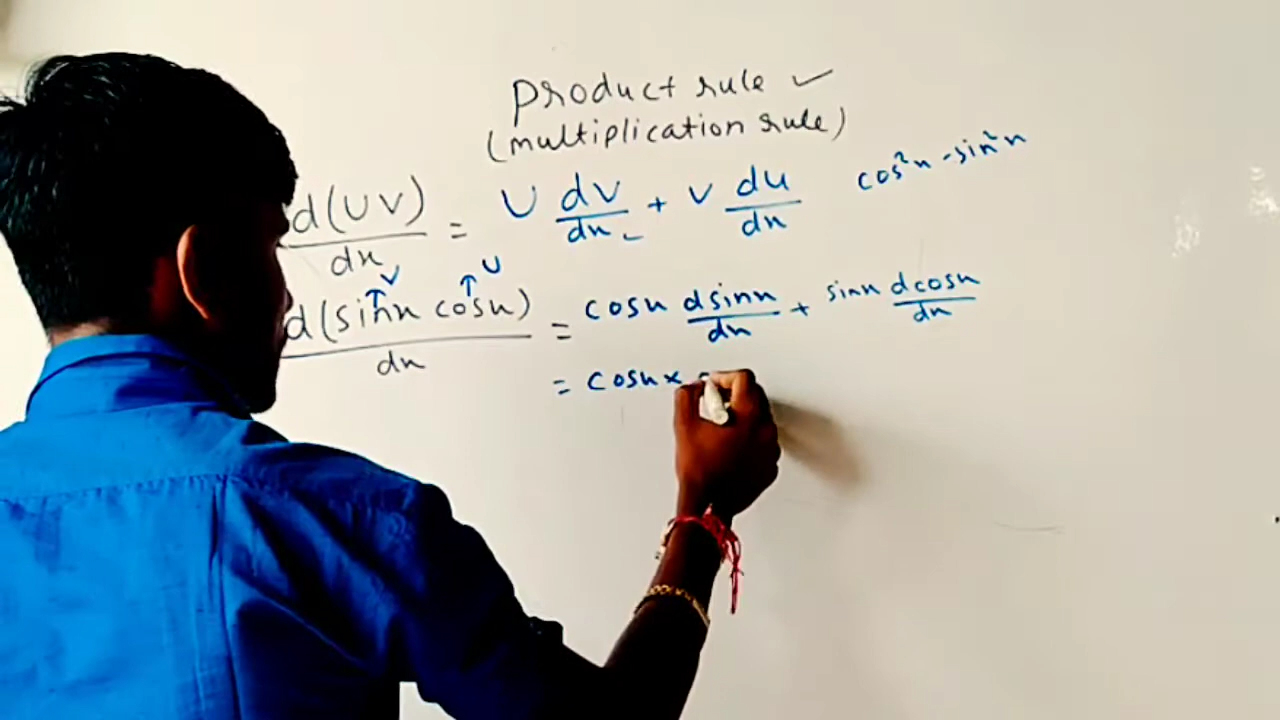 Product rule ✓
(multiplication rule)
d(UV)/dx = U dv/dx + V du/dx
cos²x - sin²x
V U
d(sinx cosx)/dx = cosx dsinx/dx + sinx dcosx/dx
= cosx ×